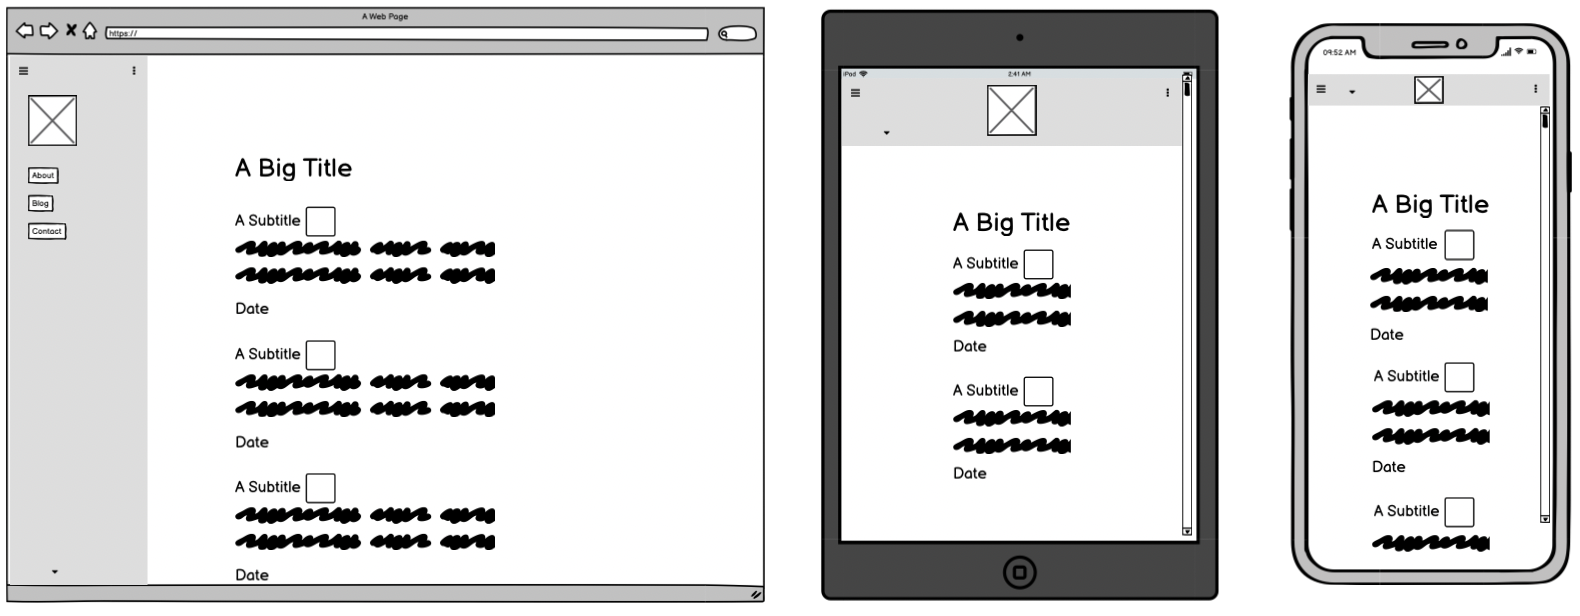 A Web Page
https://
About
Blog
Contact
A Big Title
A Subtitle
Date
A Subtitle
Date
A Subtitle
Date
iPad
2:41 AM
A Big Title
A Subtitle
Date
A Subtitle
Date
09:52 AM
A Big Title
A Subtitle
Date
A Subtitle
Date
A Subtitle